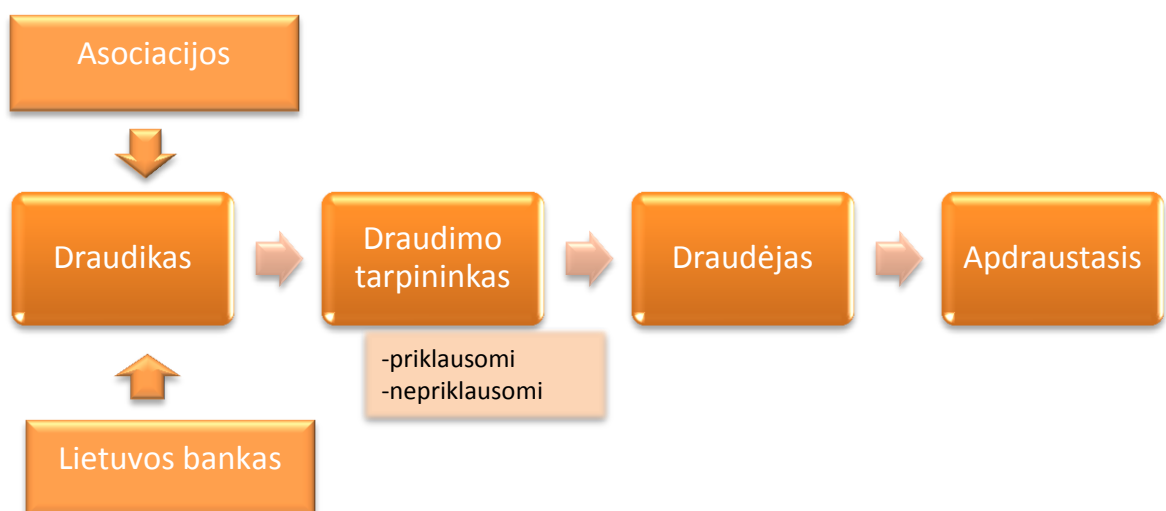 Asociacijos
Draudikas
Draudimo
tarpininkas
Draudėjas
Apdraustasis
-priklausomi
-nepriklausomi
Lietuvos bankas